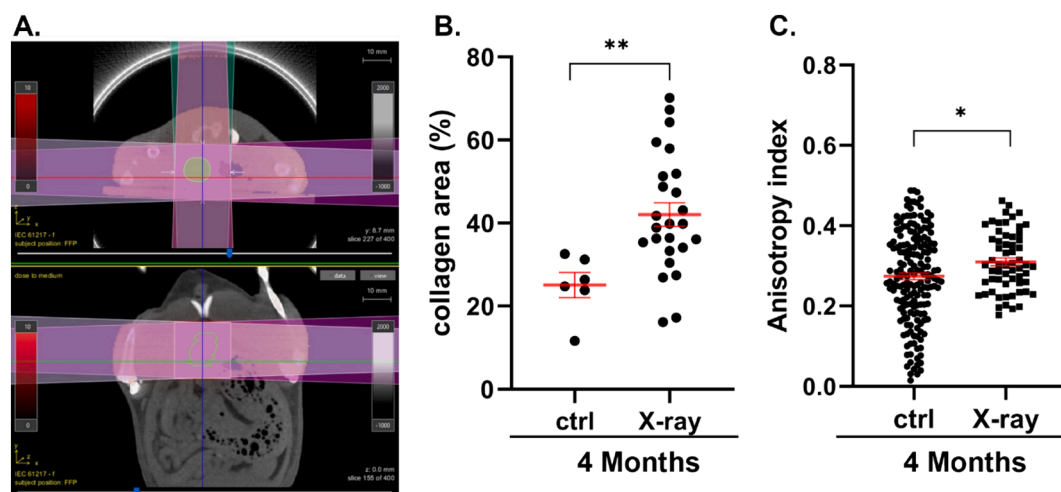 A.
10 mm
10
0
2000
-1000
z
y
x
IEC 61217 - f
subject position: FFP
y: 8.7 mm
slice 227 of 400
dose to medium
data
view
10 mm
10
0
2000
-1000
y
z
x
IEC 61217 - f
subject position: FFP
z: 0.0 mm
slice 155 of 400
B.
collagen area (%)
80
60
40
20
0
**
ctrl
X-ray
4 Months
C.
Anisotropy index
0.8
0.6
0.4
0.2
0.0
*
ctrl
X-ray
4 Months